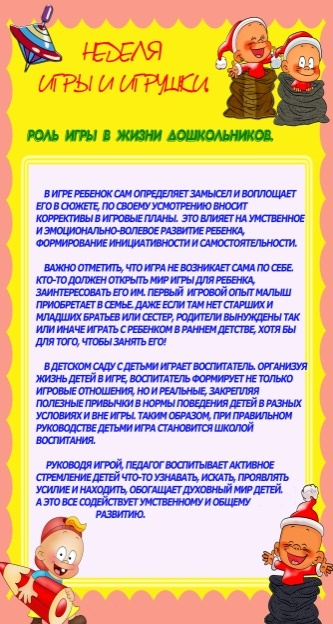 НЕДЕЛЯ
ИГРЫ И ИГРУШКИ.
РОЛЬ ИГРЫ В ЖИЗНИ ДОШКОЛЬНИКОВ.
В ИГРЕ РЕБЕНОК САМ ОПРЕДЕЛЯЕТ ЗАМЫСЕЛ И ВОПЛОЩАЕТ
ЕГО В СЮЖЕТЕ, ПО СВОЕМУ УСМОТРЕНИЮ ВНОСИТ
КОРРЕКТИВЫ В ИГРОВЫЕ ПЛАНЫ. ЭТО ВЛИЯЕТ НА УМСТВЕННОЕ
И ЭМОЦИОНАЛЬНО-ВОЛЕВОЕ РАЗВИТИЕ РЕБЕНКА,
ФОРМИРОВАНИЕ ИНИЦИАТИВНОСТИ И САМОСТОЯТЕЛЬНОСТИ.
ВАЖНО ОТМЕТИТЬ, ЧТО ИГРА НЕ ВОЗНИКАЕТ САМА ПО СЕБЕ.
КТО-ТО ДОЛЖЕН ОТКРЫТЬ МИР ИГРЫ ДЛЯ РЕБЕНКА,
ЗАИНТЕРЕСОВАТЬ ЕГО ИМ. ПЕРВЫЙ ИГРОВОЙ ОПЫТ МАЛЫШ
ПРИОБРЕТАЕТ В СЕМЬЕ. ДАЖЕ ЕСЛИ ТАМ НЕТ СТАРШИХ И
МЛАДШИХ БРАТЬЕВ ИЛИ СЕСТЕР, РОДИТЕЛИ ВЫНУЖДЕНЫ ТАК
ИЛИ ИНАЧЕ ИГРАТЬ С РЕБЕНКОМ В РАННЕМ ДЕТСТВЕ, ХОТЯ БЫ
ДЛЯ ТОГО, ЧТОБЫ ЗАНЯТЬ ЕГО!
В ДЕТСКОМ САДУ С ДЕТЬМИ ИГРАЕТ ВОСПИТАТЕЛЬ. ОРГАНИЗУЯ
ЖИЗНЬ ДЕТЕЙ В ИГРЕ, ВОСПИТАТЕЛЬ ФОРМИРУЕТ НЕ ТОЛЬКО
ИГРОВЫЕ ОТНОШЕНИЯ, НО И РЕАЛЬНЫЕ, ЗАКРЕПЛЯЯ
ПОЛЕЗНЫЕ ПРИВЫЧКИ В НОРМЫ ПОВЕДЕНИЯ ДЕТЕЙ В РАЗНЫХ
УСЛОВИЯХ И ВНЕ ИГРЫ. ТАКИМ ОБРАЗОМ, ПРИ ПРАВИЛЬНОМ
РУКОВОДСТВЕ ДЕТЬМИ ИГРА СТАНОВИТСЯ ШКОЛОЙ
ВОСПИТАНИЯ.
РУКОВОДЯ ИГРОЙ, ПЕДАГОГ ВОСПИТЫВАЕТ АКТИВНОЕ
СТРЕМЛЕНИЕ ДЕТЕЙ ЧТО-ТО УЗНАВАТЬ, ИСКАТЬ, ПРОЯВЛЯТЬ
УСИЛИЕ И НАХОДИТЬ, ОБОГАЩАЕТ ДУХОВНЫЙ МИР ДЕТЕЙ.
А ЭТО ВСЕ СОДЕЙСТВУЕТ УМСТВЕННОМУ И ОБЩЕМУ
РАЗВИТИЮ.